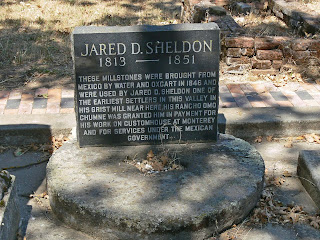 JARED D. SHELDON
1813 — 1851
THESE MILLSTONES WERE BROUGHT FROM
MEXICO BY WATER AND OXCART IN 1846 AND
WERE USED BY JARED D. SHELDON ONE OF
THE EARLIEST SETTLERS IN THIS VALLEY IN
HIS GRIST MILL NEAR HERE. HIS RANCHO OMO
CHUMNE WAS GRANTED HIM IN PAYMENT FOR
HIS WORK ON CUSTOMHOUSE AT MONTEREY
AND FOR SERVICES UNDER THE MEXICAN
GOVERNMENT.